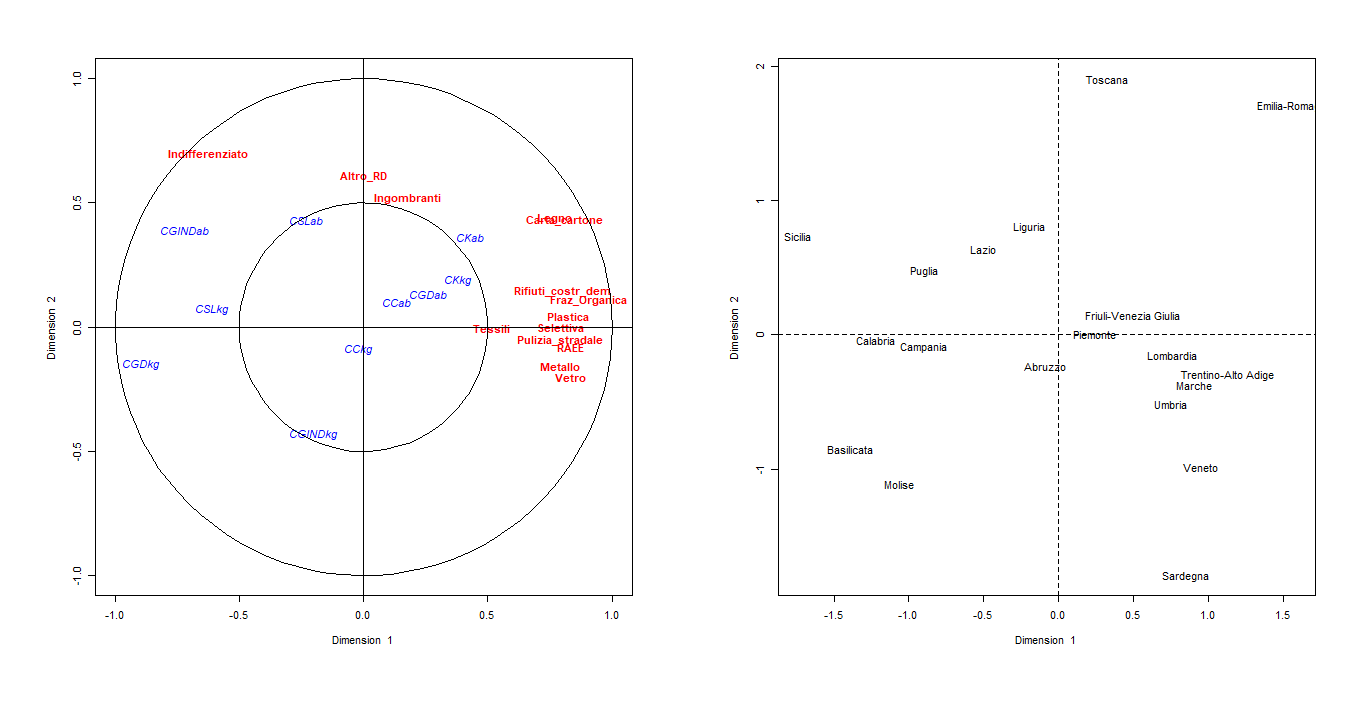 1.0
0.5
0.0
-0.5
-1.0
Dimension 2
-1.0
-0.5
0.0
0.5
1.0
Dimension 1
Indifferenziato
Altro_RD
Ingombranti
Legno
Carta_cartone
CGINDab
CSLab
CKab
CKkg
CGDab
CCab
CSLkg
Rifiuti_costr_dem
Fraz_Organica
Plastica
Tessili
Selettiva
Pulizia_stradale
RAEE
CCkg
CGDkg
Metallo
Vetro
CGINDkg
2
1
0
-1
Dimension 2
-1.5
-1.0
-0.5
0.0
0.5
1.0
1.5
Dimension 1
Toscana
Emilia-Roma
Liguria
Sicilia
Lazio
Puglia
Friuli-Venezia Giulia
Piemonte
Calabria
Campania
Lombardia
Abruzzo
Trentino-Alto Adige
Marche
Umbria
Basilicata
Veneto
Molise
Sardegna